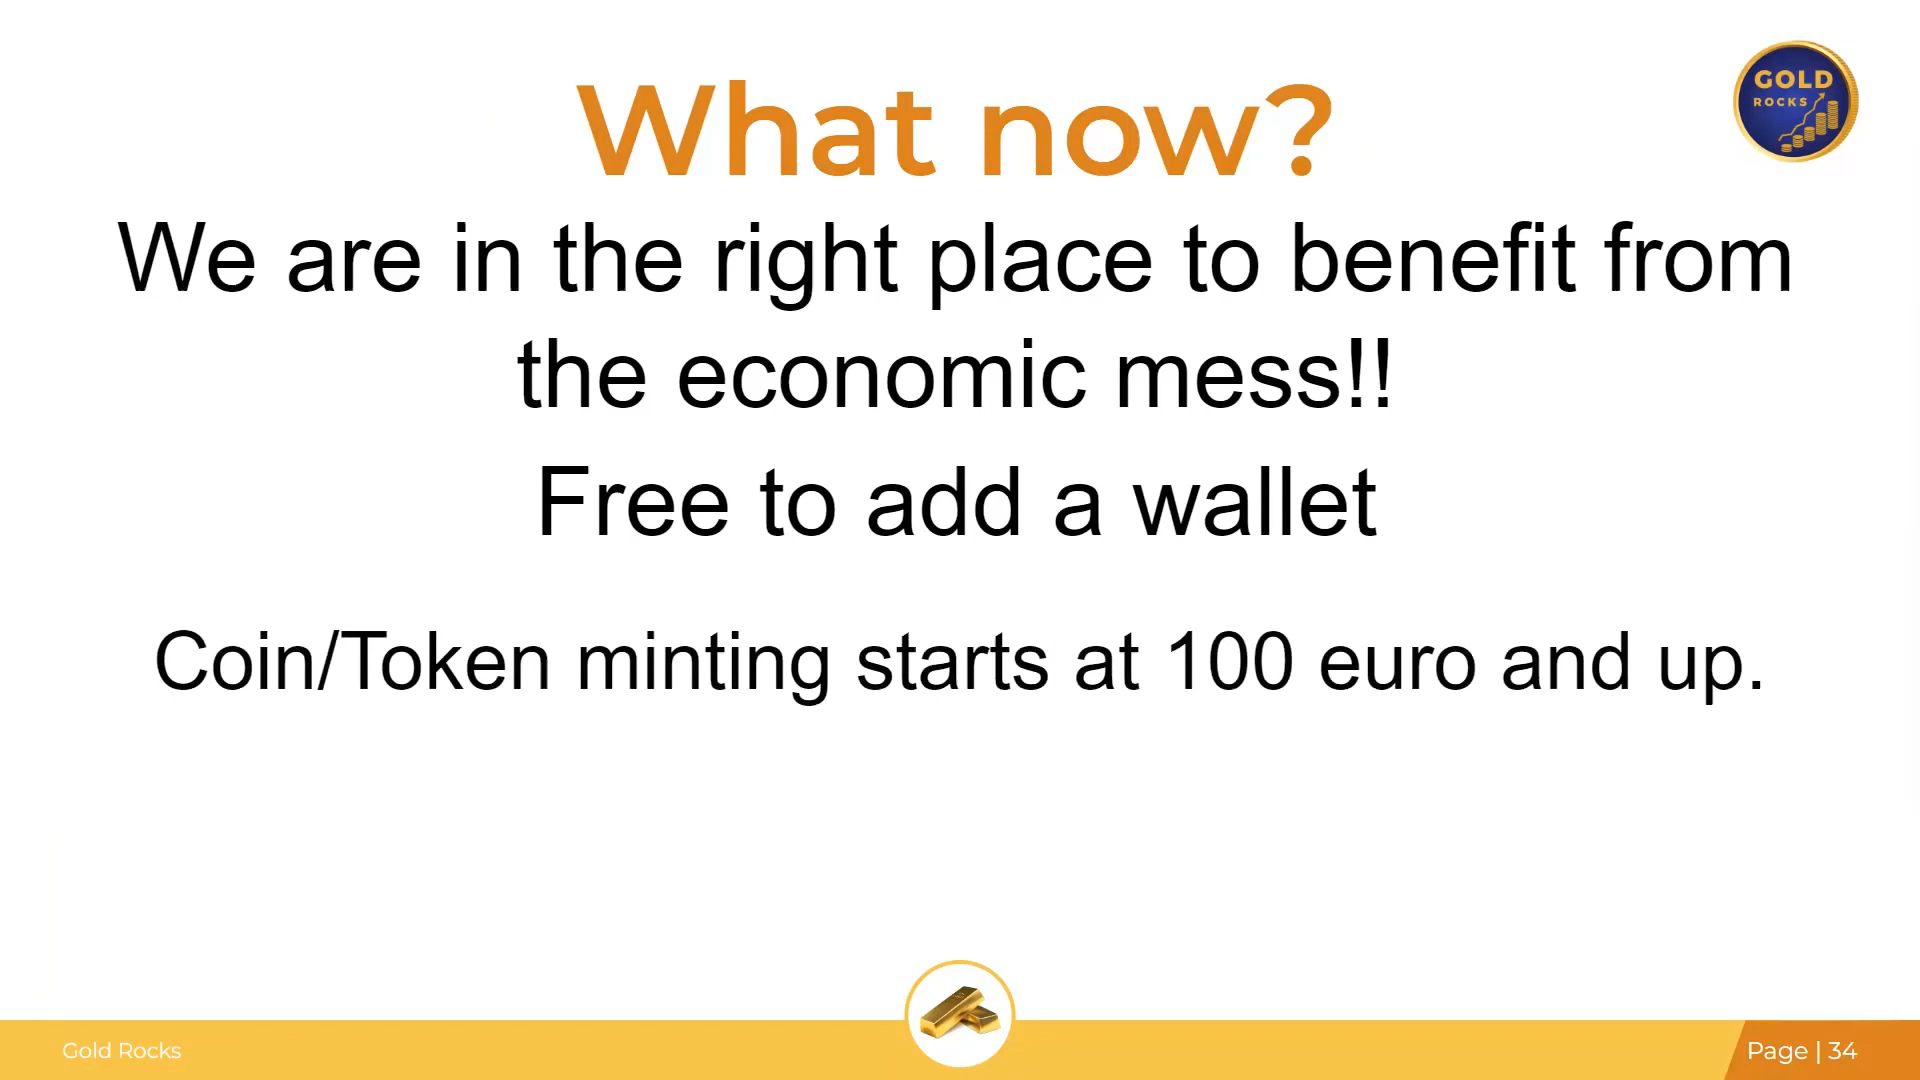 What now?
GOLD
ROCKS
We are in the right place to benefit from
the economic mess!!
Free to add a wallet
Coin/Token minting starts at 100 euro and up.
Gold Rocks
Page | 34